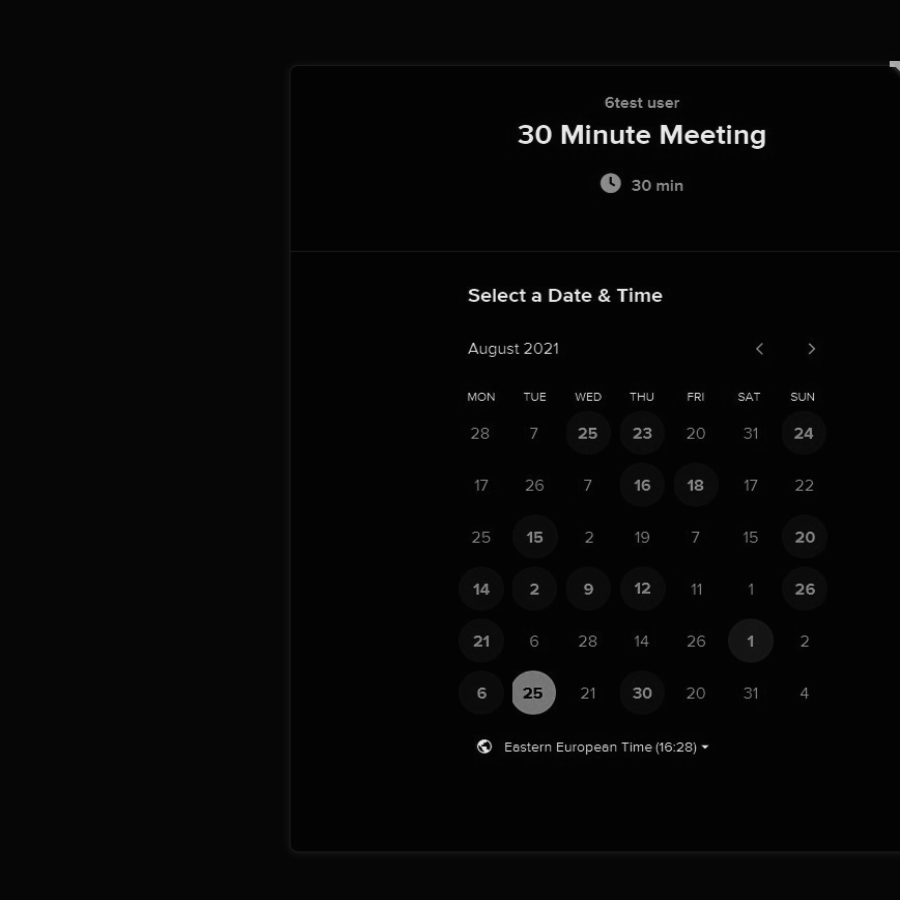 6test user
30 Minute Meeting
30 min
Select a Date & Time
August 2021
MON TUE WED THU FRI SAT SUN
28 7 25 23 20 31 24
17 26 7 16 18 17 22
25 15 2 19 7 15 20
14 2 9 12 11 1 26
21 6 28 14 26 1 2
6 25 21 30 20 31 4
Eastern European Time (16:28)